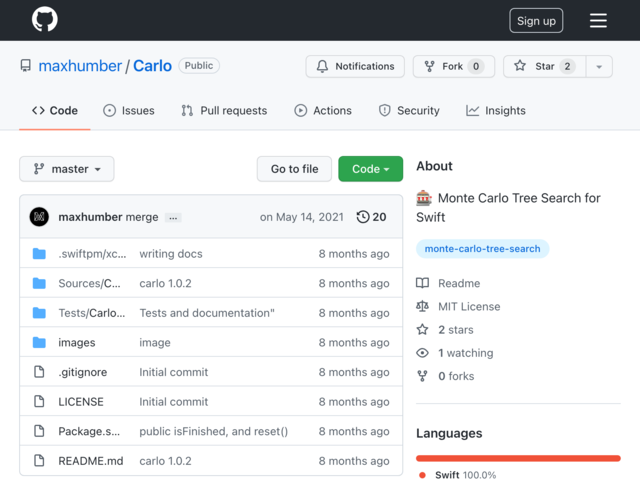 Sign up
maxhumber / Carlo Public
Notifications Fork 0 Star 2
Code Issues Pull requests Actions Security Insights
master Go to file Code
maxhumber merge ... on May 14, 2021 20
.swiftpm/xc... writing docs 8 months ago
Sources/C... carlo 1.0.2 8 months ago
Tests/Carlo... Tests and documentation" 8 months ago
images image 8 months ago
.gitignore Initial commit 8 months ago
LICENSE Initial commit 8 months ago
Package.s... public isFinished, and reset() 8 months ago
README.md carlo 1.0.2 8 months ago
About
Monte Carlo Tree Search for
Swift
monte-carlo-tree-search
Readme
MIT License
2 stars
1 watching
0 forks
Languages
Swift 100.0%